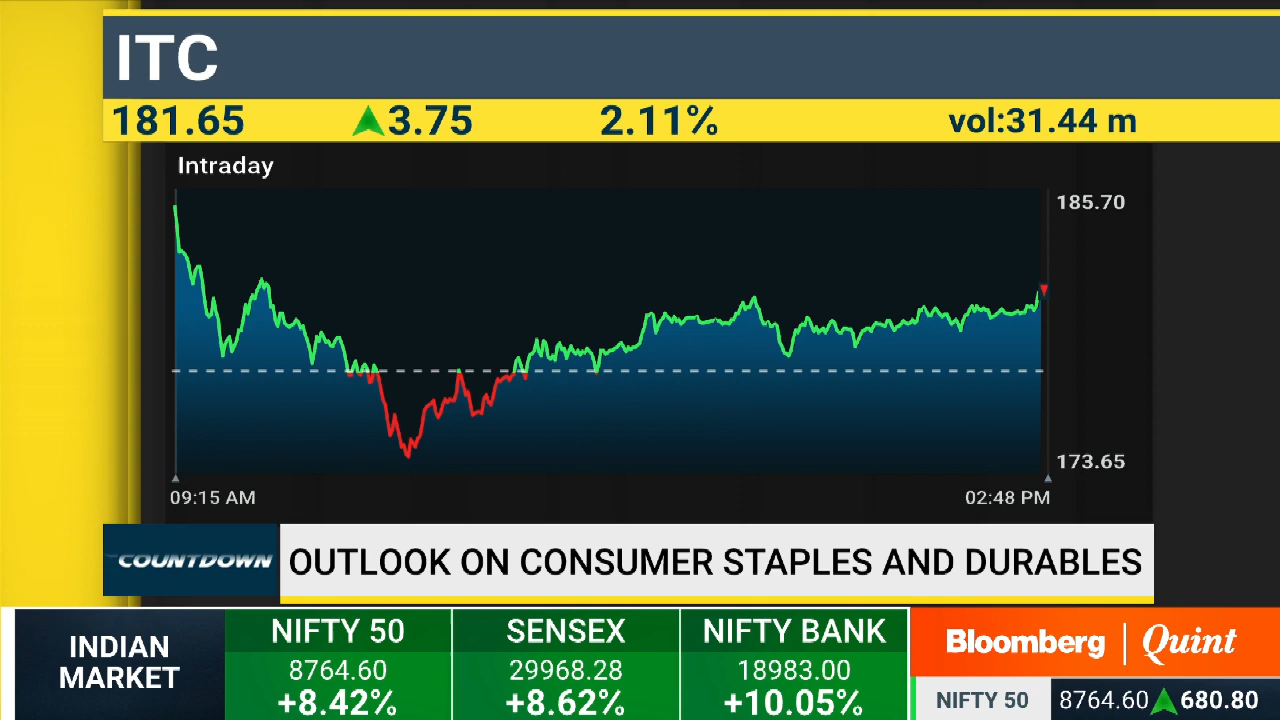 ITC
181.65 ▲3.75 2.11% vol:31.44 m
Intraday
185.70
173.65
09:15 AM 02:48 PM
COUNTDOWN OUTLOOK ON CONSUMER STAPLES AND DURABLES
INDIAN
MARKET
NIFTY 50
8764.60
+8.42%
SENSEX
29968.28
+8.62%
NIFTY BANK
18983.00
+10.05%
Bloomberg | Quint
NIFTY 50 8764.60 ▲680.80